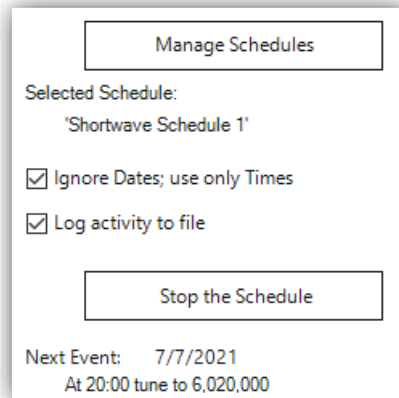 Manage Schedules
Selected Schedule:
'Shortwave Schedule 1'
Ignore Dates; use only Times
Log activity to file
Stop the Schedule
Next Event: 7/7/2021
At 20:00 tune to 6,020,000